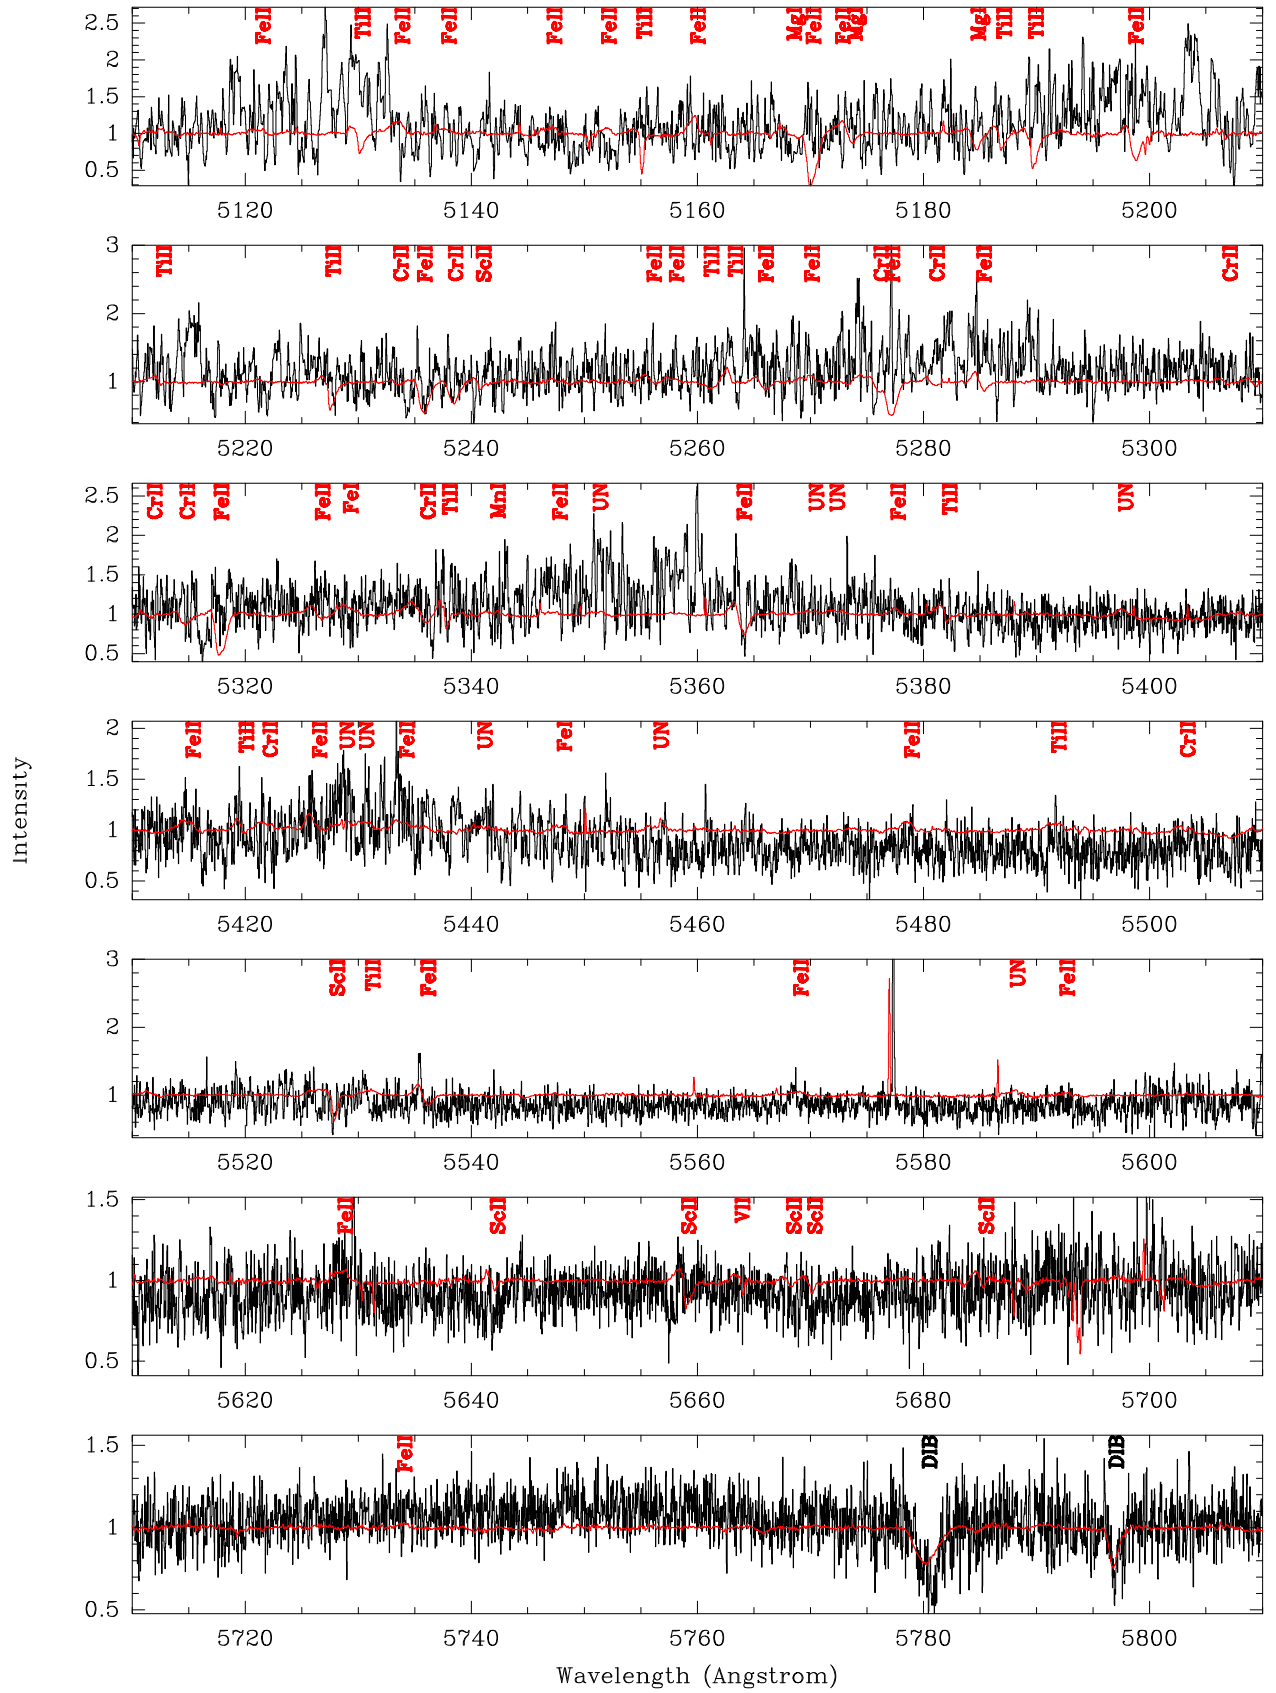 FeII TiII FeII FeII FeII FeII TiII FeII MgI FeII FeII MgI MgI TiII TiII FeII
2.5
2
1.5
1
0.5
5120 5140 5160 5180 5200
TiII TiII CrII FeII CrII ScII FeII FeII TiII TiII FeII FeII CrII FeII CrII FeII CrII
3
2
1
5220 5240 5260 5280 5300
CrII CrII FeII FeII FeI CrII TiII MnI FeII UN FeII UN UN FeII TiII UN
2.5
2
1.5
1
0.5
5320 5340 5360 5380 5400
FeII TiII CrII FeII UN UN FeII UN FeI UN FeII TiII CrII
2
1.5
1
0.5
5420 5440 5460 5480 5500
Intensity
ScII TiII FeII FeII UN FeII
3
2
1
5520 5540 5560 5580 5600
FeII ScII ScII VII ScII ScII ScII
1.5
1
0.5
5620 5640 5660 5680 5700
FeII DIB DIB
1.5
1
0.5
5720 5740 5760 5780 5800
Wavelength (Angstrom)